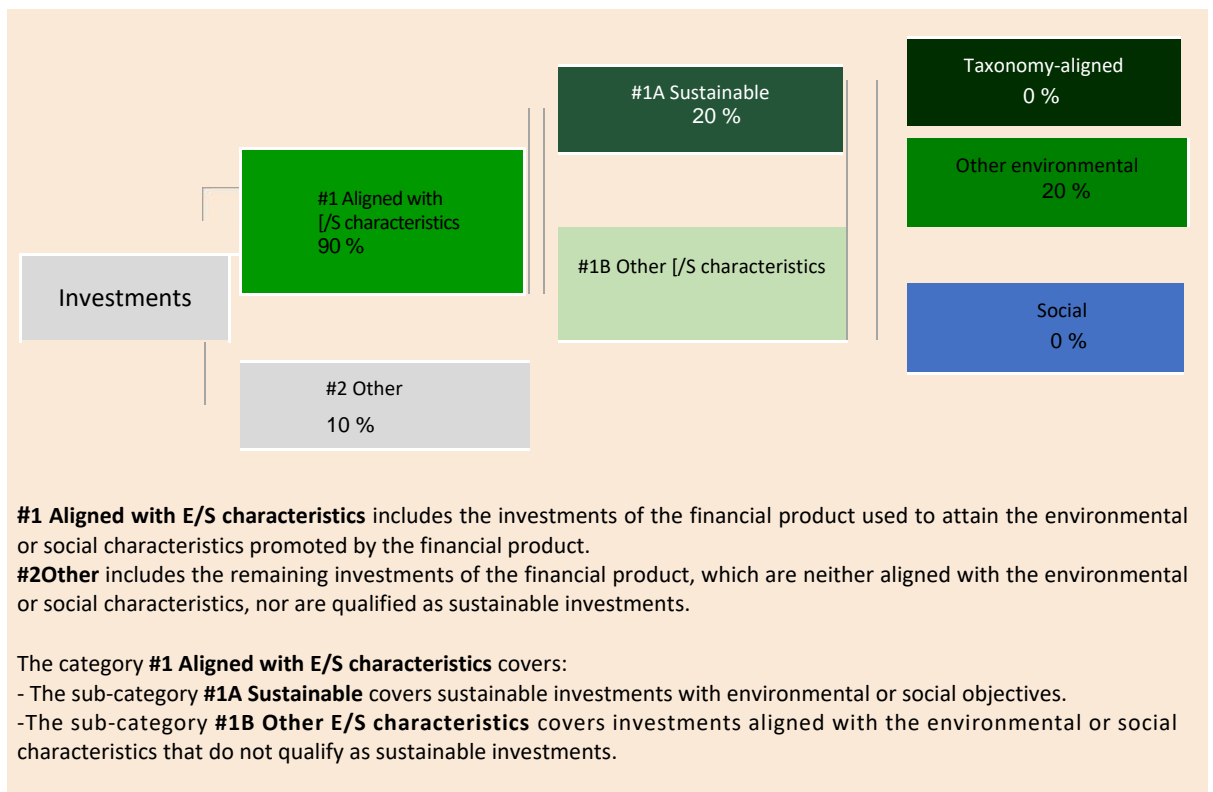 Investments
#1 Aligned with
[/S characteristics
90 %
#2 Other
10 %
#1A Sustainable
20 %
#1B Other [/S characteristics
Taxonomy-aligned
0 %
Other environmental
20 %
Social
0 %
#1 Aligned with E/S characteristics includes the investments of the financial product used to attain the environmental
or social characteristics promoted by the financial product.
#2Other includes the remaining investments of the financial product, which are neither aligned with the environmental
or social characteristics, nor are qualified as sustainable investments.
The category #1 Aligned with E/S characteristics covers:
- The sub-category #1A Sustainable covers sustainable investments with environmental or social objectives.
-The sub-category #1B Other E/S characteristics covers investments aligned with the environmental or social
characteristics that do not qualify as sustainable investments.